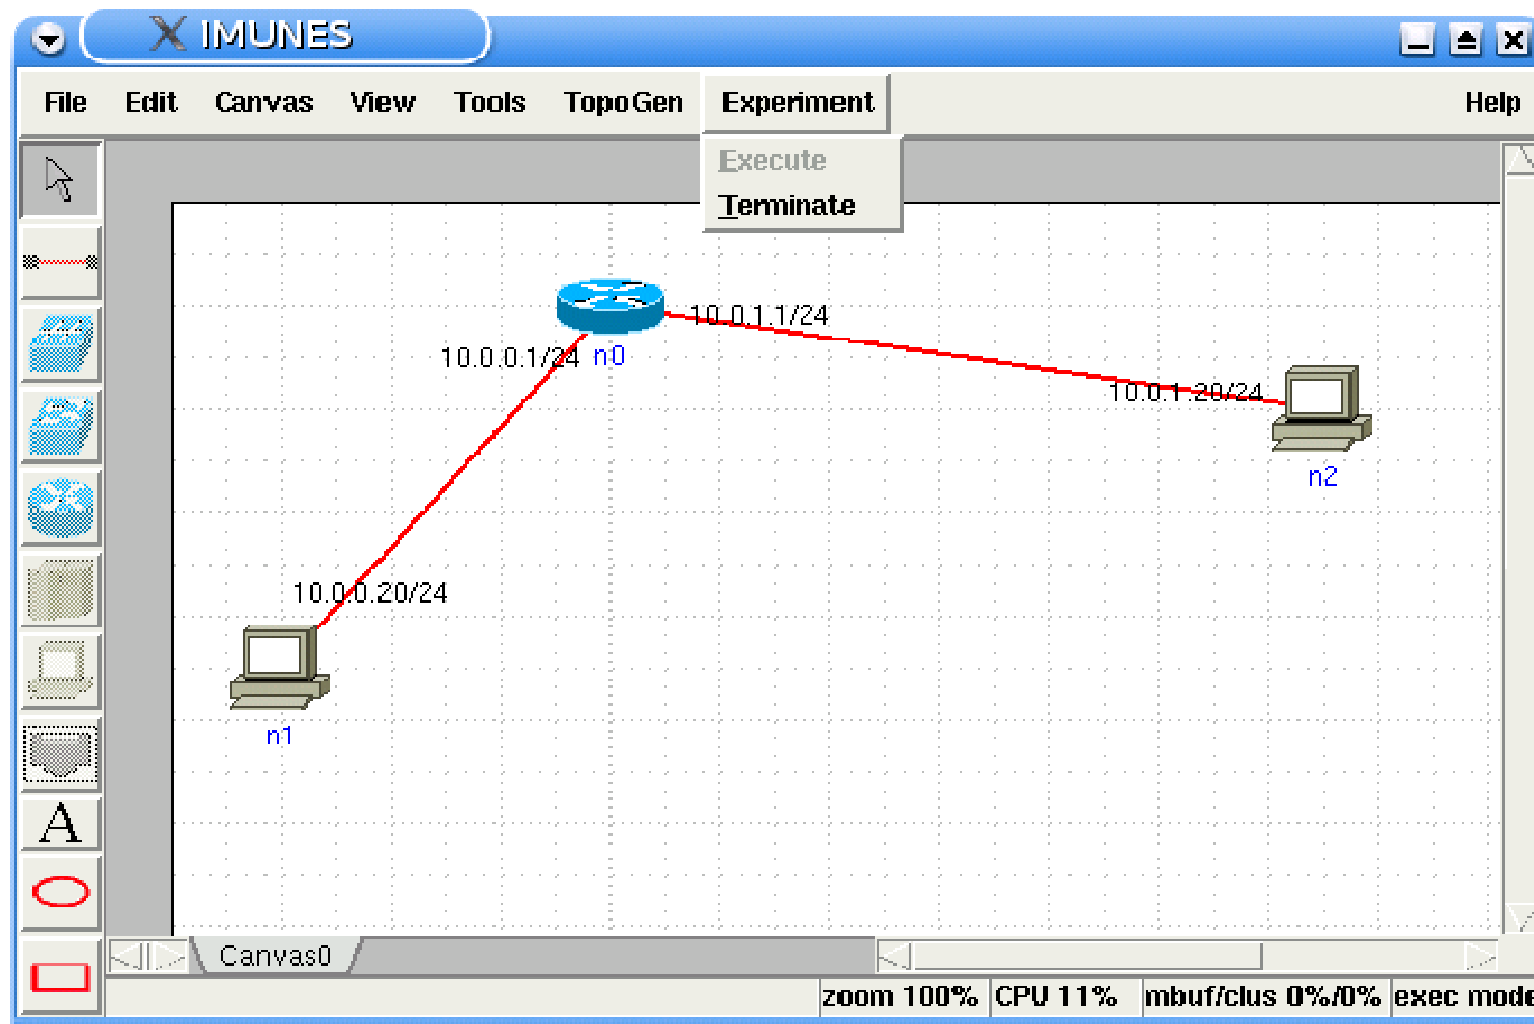 IMUNES
File Edit Canvas View Tools TopoGen Experiment Help
Execute
Terminate
10.0.1.1/24
10.0.0.1/24 n0
10.0.1.20/24
n2
10.0.0.20/24
n1
A
Canvas0
zoom 100% CPU 11% mbuf/clus 0%/0% exec mode